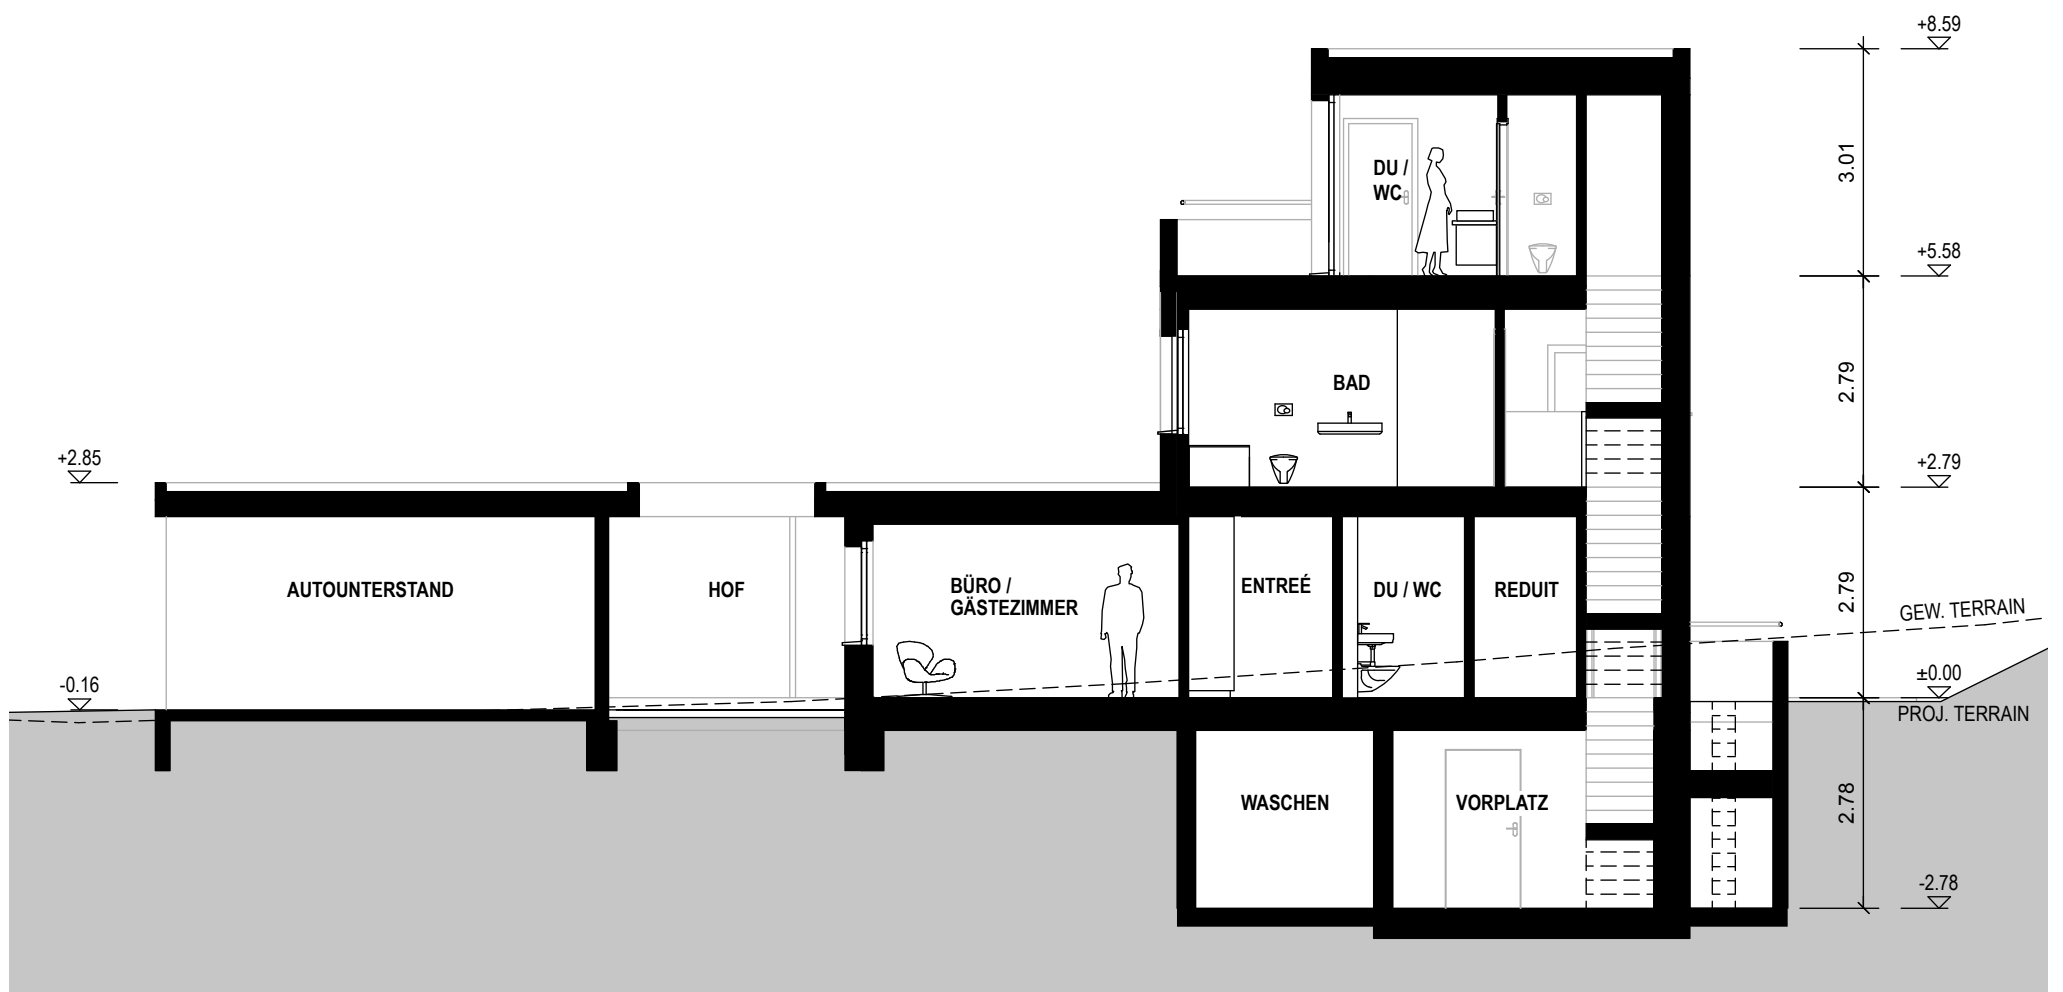 +8.59
3.01
DU /
WC
+5.58
2.79
BAD
+2.85
+2.79
AUTOUNTERSTAND
HOF
BÜRO /
GÄSTEZIMMER
ENTREÉ
DU / WC
REDUIT
2.79
GEW. TERRAIN
-0.16
±0.00
PROJ. TERRAIN
WASCHEN
VORPLATZ
2.78
-2.78